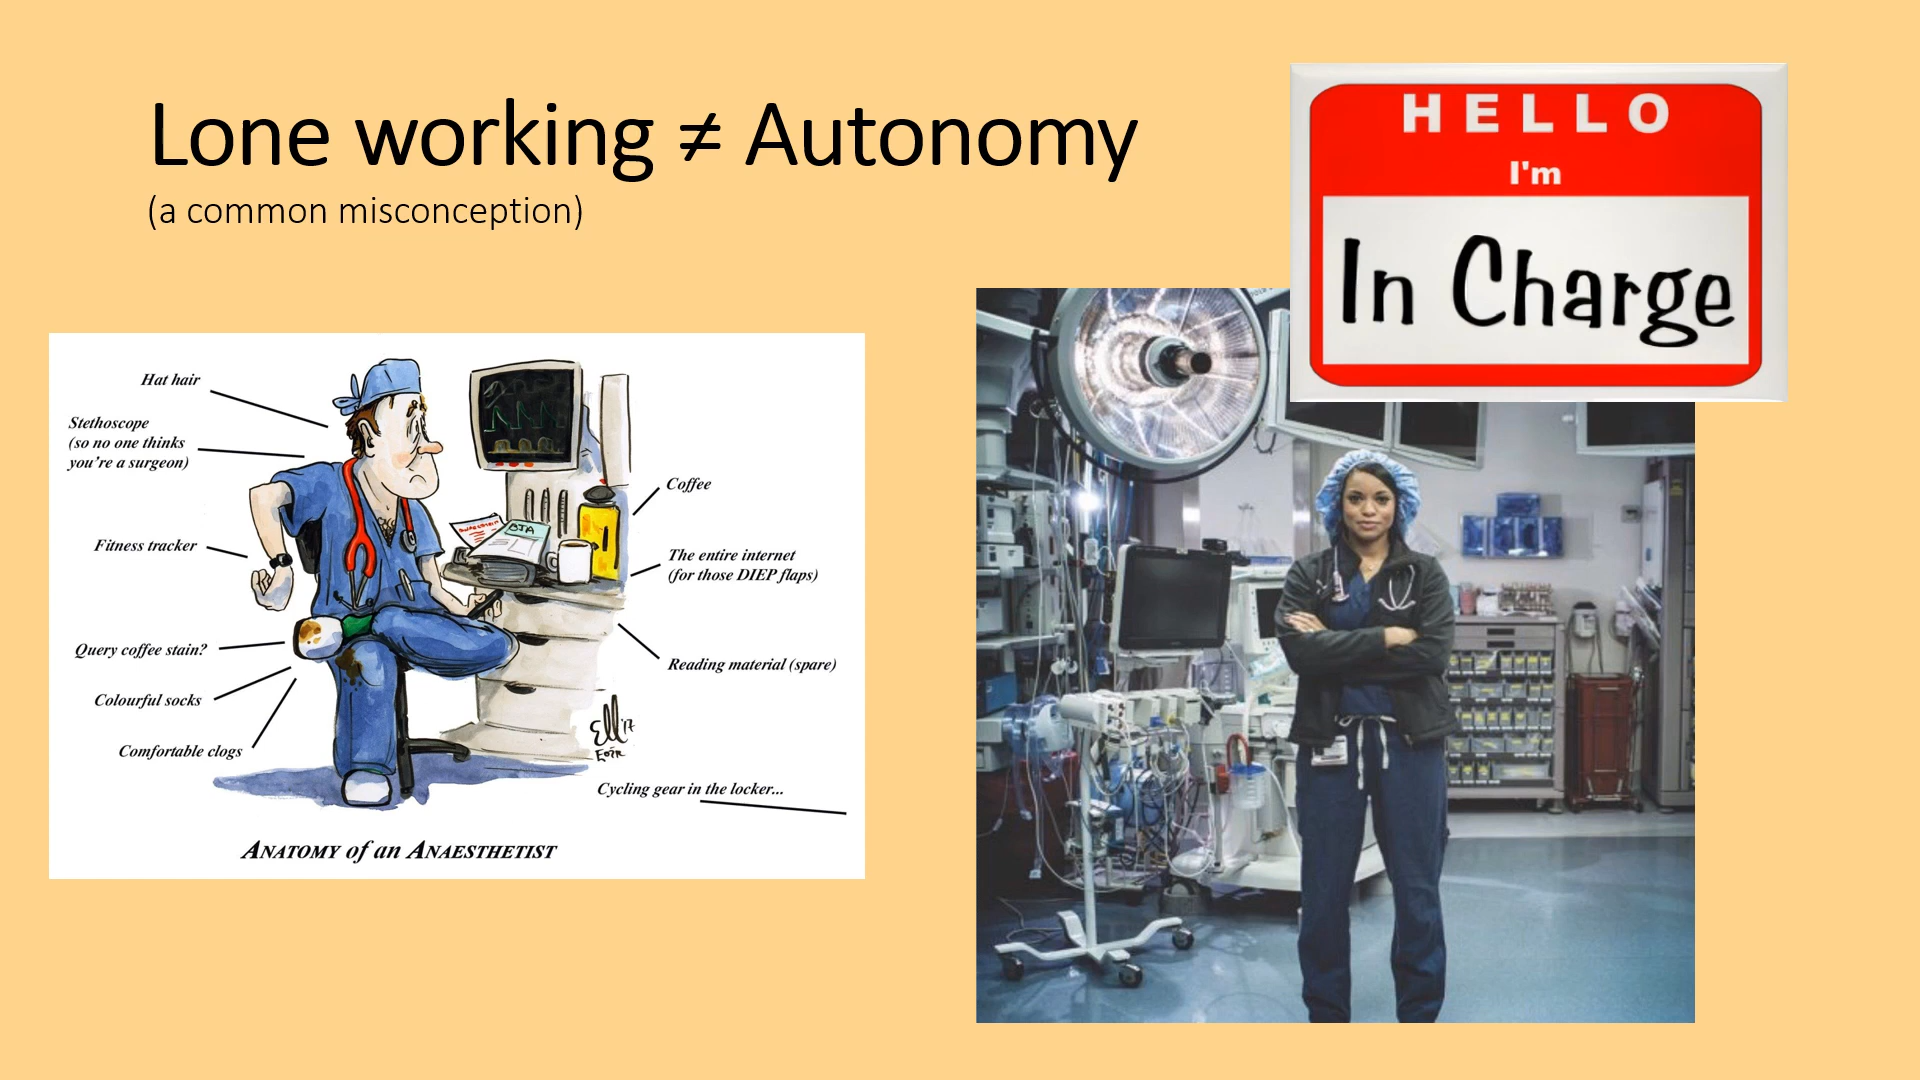 Lone working ≠ Autonomy
(a common misconception)
HELLO
I'm
In Charge
Hat hair
Stethoscope
(so no one thinks
you're a surgeon)
Fitness tracker
Query coffee stain?
Colourful socks
Comfortable clogs
BJA
Coffee
The entire internet
(for those DIEP flaps)
Reading material (spare)
Ell '17
Cycling gear in the locker...
ANATOMY of an ANAESTHETIST